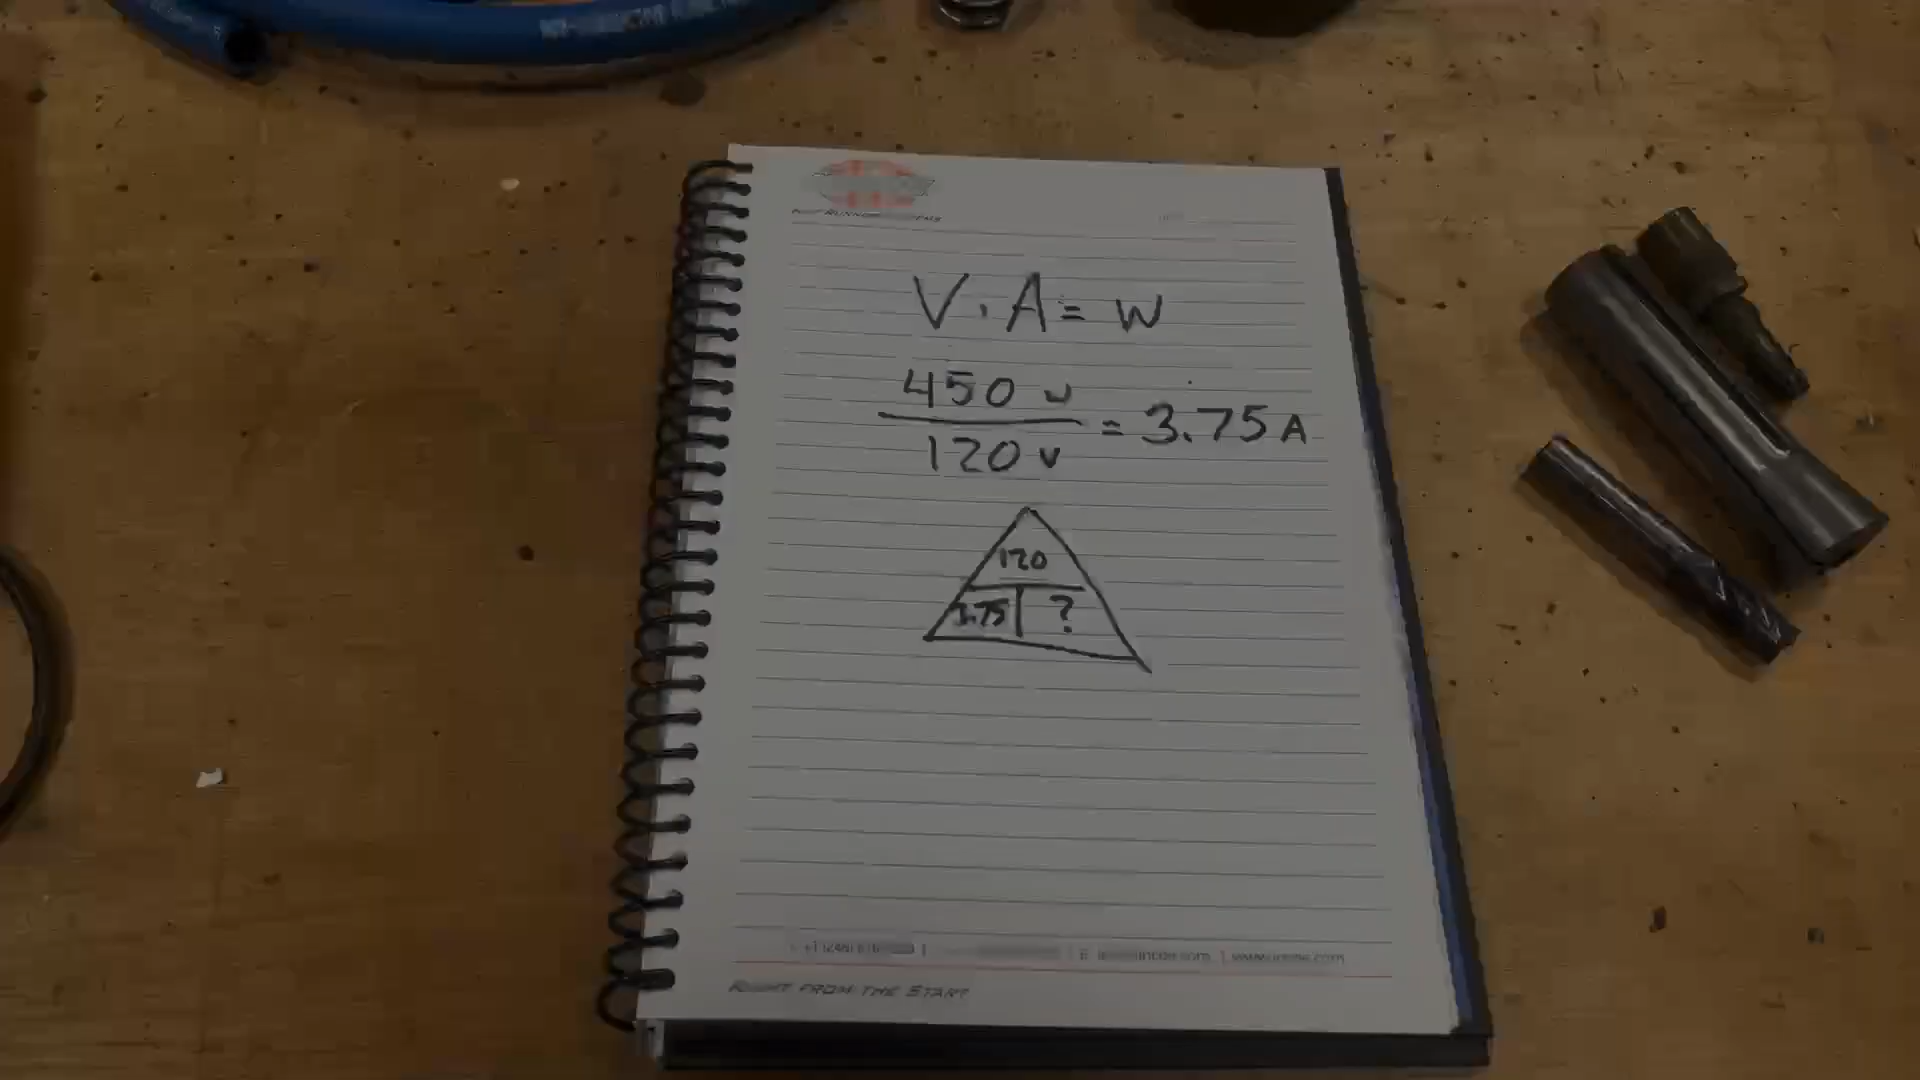 V · A = W
450 w
120 v
= 3.75 A
120
3.75 ?
RIGHT FROM THE START